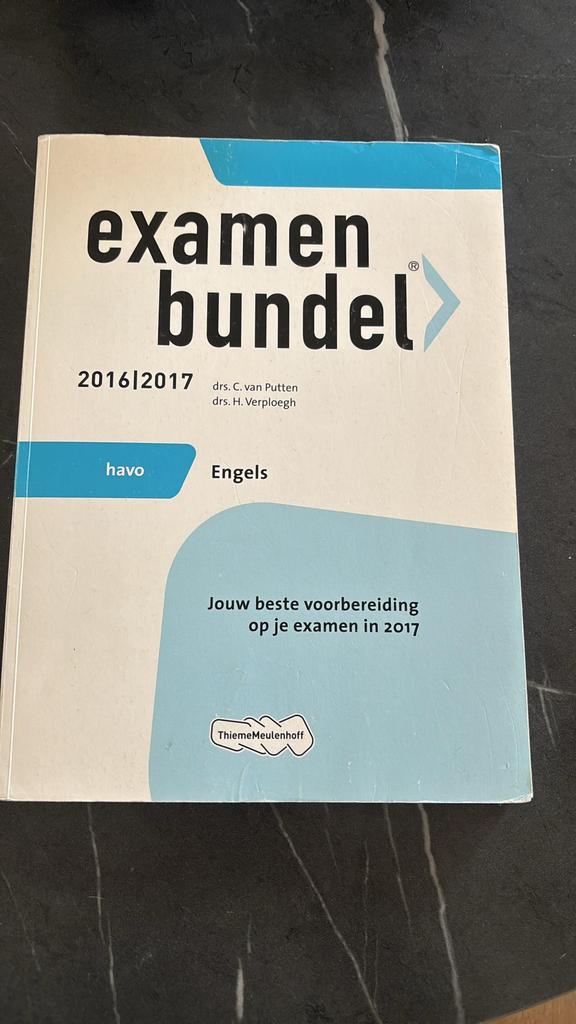 examen
bundel®
2016|2017
drs. C. van Putten
drs. H. Verploegh
havo
Engels
Jouw beste voorbereiding
op je examen in 2017
ThiemeMeulenhoff